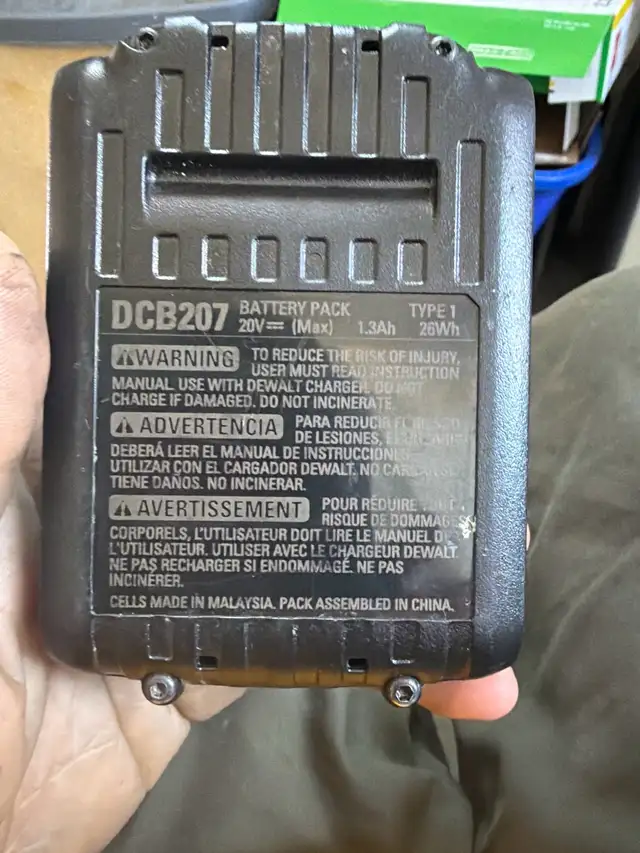 DCB207 BATTERY PACK TYPE 1
20V⎓ (Max) 1.3Ah 26Wh
⚠WARNING TO REDUCE THE RISK OF INJURY,
USER MUST READ INSTRUCTION
MANUAL. USE WITH DEWALT CHARGER. DO NOT
CHARGE IF DAMAGED. DO NOT INCINERATE.
⚠ADVERTENCIA PARA REDUCIR EL RIESGO
DE LESIONES, EL
DEBERÁ LEER EL MANUAL DE INSTRUCCIONES.
UTILIZAR CON EL CARGADOR DEWALT. NO
TIENE DAÑOS. NO INCINERAR.
⚠AVERTISSEMENT POUR RÉDUIRE TOUT
RISQUE DE DOMMAGES
CORPORELS, L'UTILISATEUR DOIT LIRE LE MANUEL DE
L'UTILISATEUR. UTILISER AVEC LE CHARGEUR DEWALT.
NE PAS RECHARGER SI ENDOMMAGÉ. NE PAS
INCINÉRER.
CELLS MADE IN MALAYSIA. PACK ASSEMBLED IN CHINA.